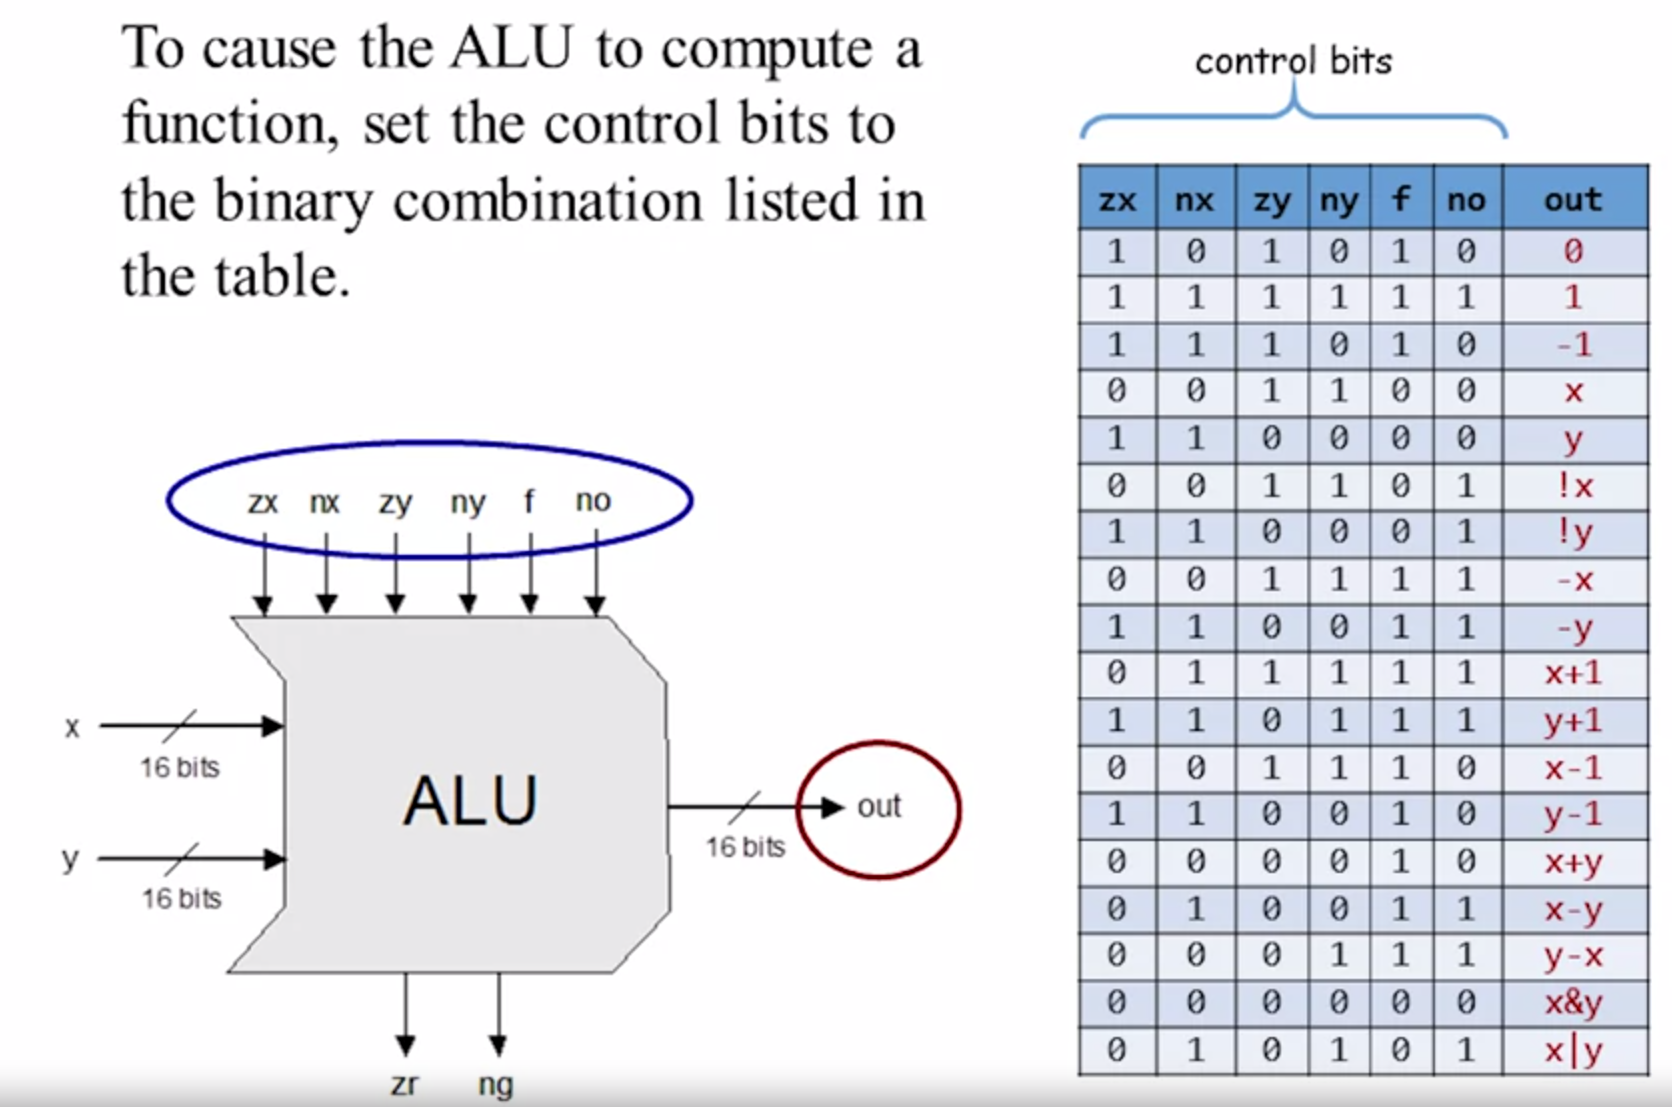 To cause the ALU to compute a
function, set the control bits to
the binary combination listed in
the table.
zx nx zy ny f no
x
16 bits
y
16 bits
ALU
16 bits
out
zr ng
control bits
zx nx zy ny f no out
1 0 1 0 1 0 0
1 1 1 1 1 1 1
1 1 1 0 1 0 -1
0 0 1 1 0 0 x
1 1 0 0 0 0 y
0 0 1 1 0 1 !x
1 1 0 0 0 1 !y
0 0 1 1 1 1 -x
1 1 0 0 1 1 -y
0 1 1 1 1 1 x+1
1 1 0 1 1 1 y+1
0 0 1 1 1 0 x-1
1 1 0 0 1 0 y-1
0 0 0 0 1 0 x+y
0 1 0 0 1 1 x-y
0 0 0 1 1 1 y-x
0 0 0 0 0 0 x&y
0 1 0 1 0 1 x|y